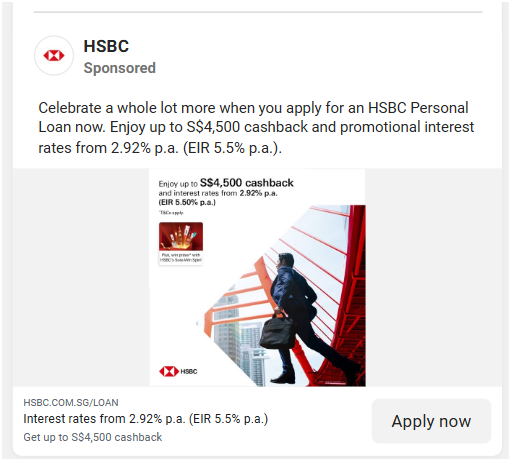 HSBC
Sponsored
Celebrate a whole lot more when you apply for an HSBC Personal
Loan now. Enjoy up to S$4,500 cashback and promotional interest
rates from 2.92% p.a. (EIR 5.5% p.a.).
Enjoy up to S$4,500 cashback
and interest rates from 2.92% p.a.
(EIR 5.50% p.a.)
T&Cs apply
Plus, win prizes* with
HSBC's
HSBC
HSBC.COM.SG/LOAN
Interest rates from 2.92% p.a. (EIR 5.5% p.a.)
Get up to S$4,500 cashback
Apply now